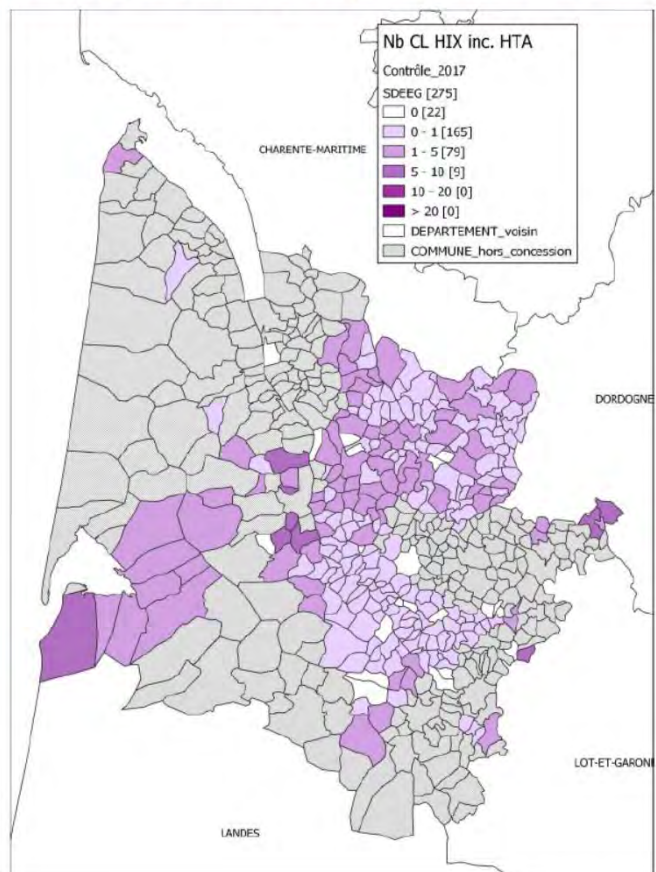 Nb CL HIX inc. HTA
Contrôle_2017
SDEEG [275]
0 [22]
0 - 1 [165]
1 - 5 [79]
5 - 10 [9]
10 - 20 [0]
> 20 [0]
DEPARTEMENT_voisin
COMMUNE_hors_concession
CHARENTE-MARITIME
DORDOGNE
LOT-ET-GARONI
LANDES